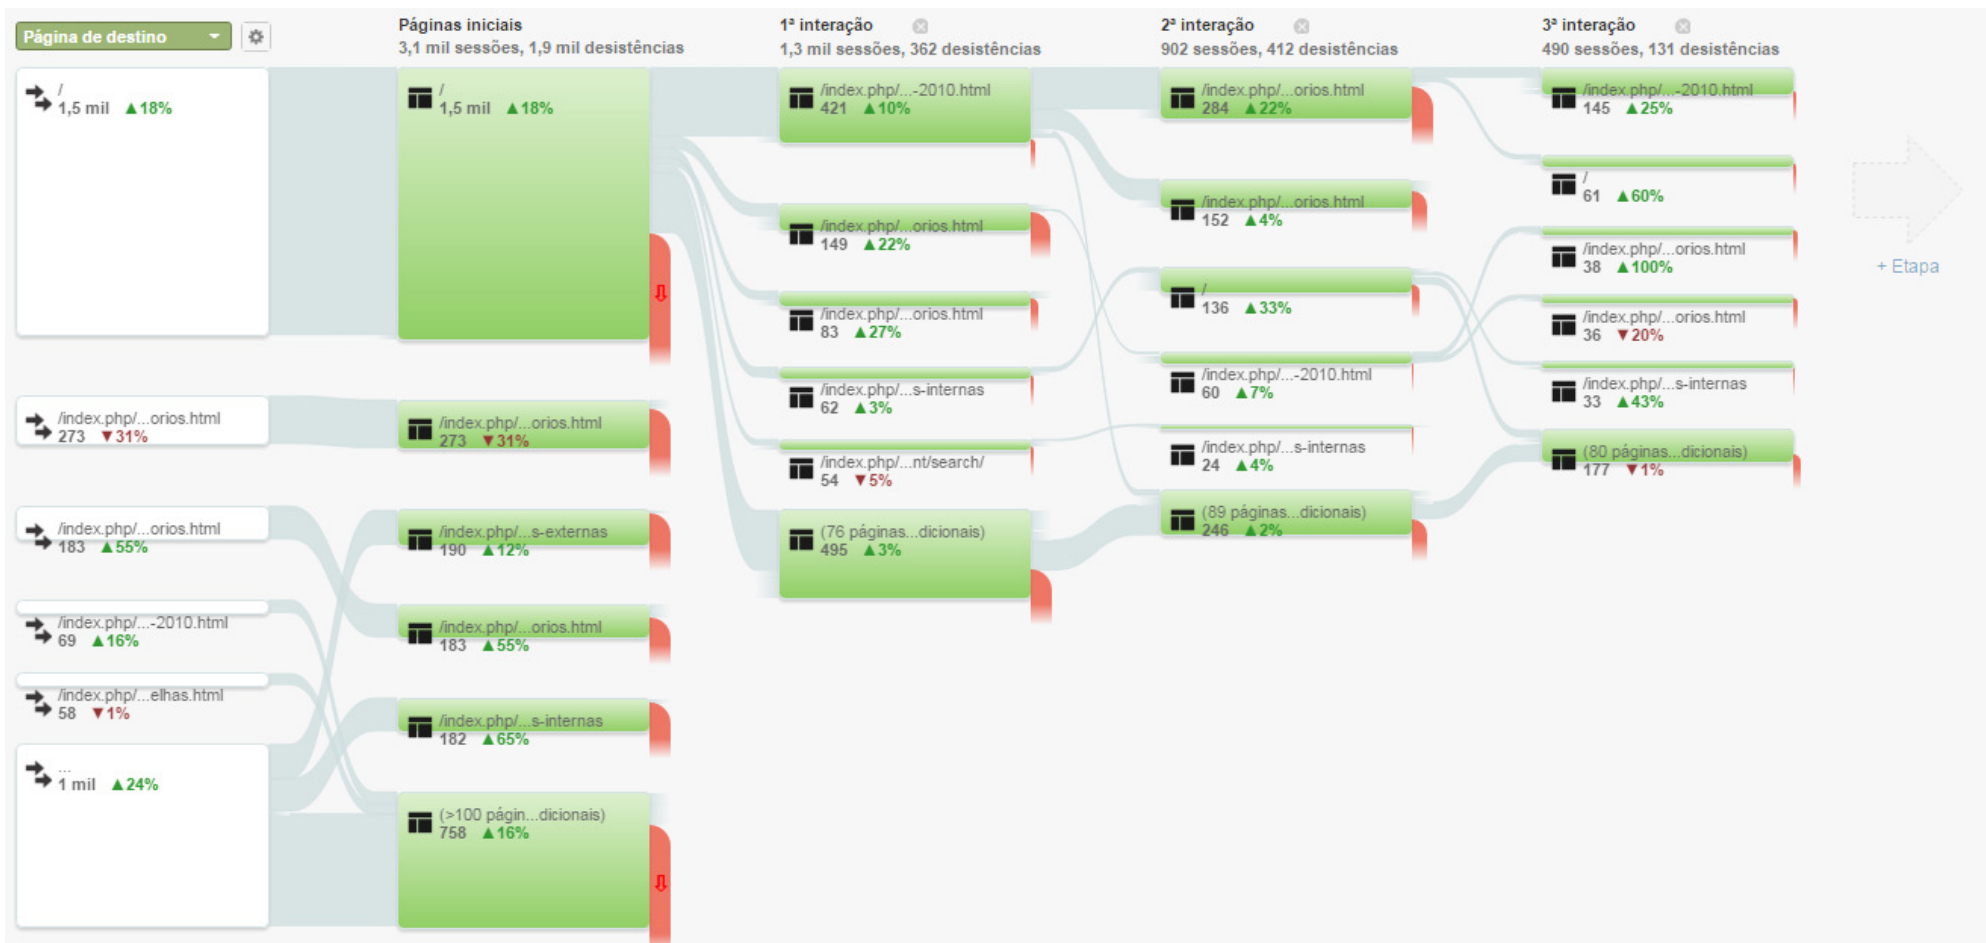 Página de destino
/
1,5 mil ▲18%
/index.php/...orios.html
273 ▼31%
/index.php/...orios.html
183 ▲55%
/index.php/...-2010.html
69 ▲16%
/index.php/...elhas.html
58 ▼1%
...
1 mil ▲24%
Páginas iniciais
3,1 mil sessões, 1,9 mil desistências
/
1,5 mil ▲18%
/index.php/...orios.html
273 ▼31%
/index.php/...s-externas
190 ▲12%
/index.php/...orios.html
183 ▲55%
/index.php/...s-internas
182 ▲65%
(>100 págin...dicionais)
758 ▲16%
1ª interação
1,3 mil sessões, 362 desistências
/index.php/...-2010.html
421 ▲10%
/index.php/...orios.html
149 ▲22%
/index.php/...orios.html
83 ▲27%
/index.php/...s-internas
62 ▲3%
/index.php/...nt/search/
54 ▼5%
(76 páginas...dicionais)
495 ▲3%
2ª interação
902 sessões, 412 desistências
/index.php/...orios.html
284 ▲22%
/index.php/...orios.html
152 ▲4%
/
136 ▲33%
/index.php/...-2010.html
60 ▲7%
/index.php/...s-internas
24 ▲4%
(89 páginas...dicionais)
246 ▲2%
3ª interação
490 sessões, 131 desistências
/index.php/...-2010.html
145 ▲25%
/
61 ▲60%
/index.php/...orios.html
38 ▲100%
/index.php/...orios.html
36 ▼20%
/index.php/...s-internas
33 ▲43%
(80 páginas...dicionais)
177 ▼1%
+ Etapa